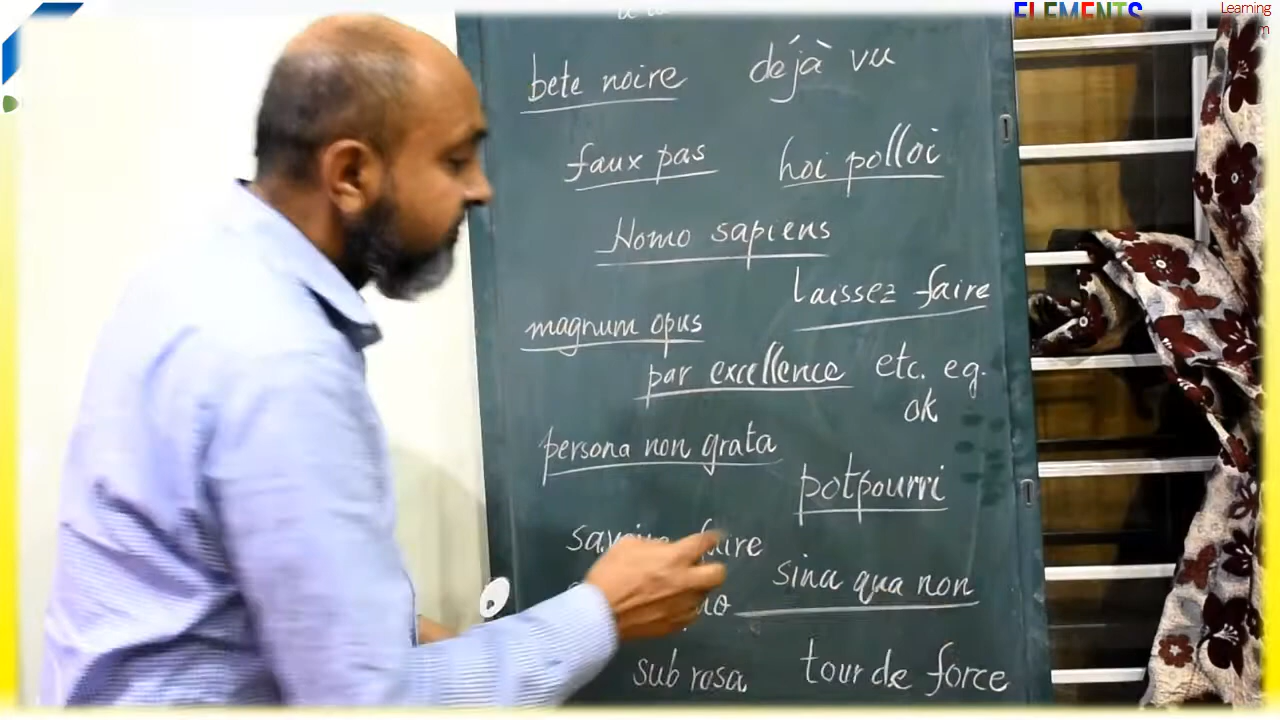 ELEMENTS
Learning
bete noire déjà vu
faux pas hoi polloi
Homo sapiens
laissez faire
magnum opus
par excellence etc. eg.
ok
persona non grata
potpourri
faire
sina qua non
sub rosa tour de force